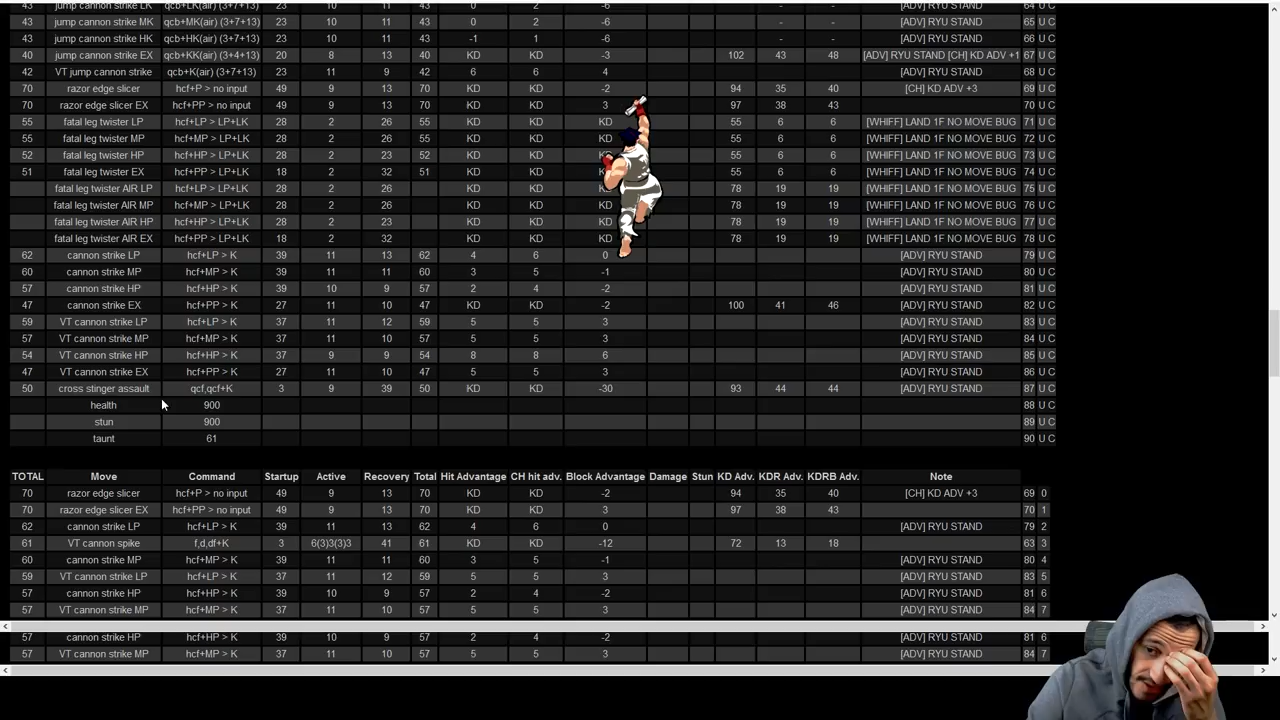 43 jump cannon strike LK qcb+LK(air) (3+7+13) 23 10 11 43 0 2 -6 - - [ADV] RYU STAND 64 U C
43 jump cannon strike MK qcb+MK(air) (3+7+13) 23 10 11 43 0 2 -6 - - [ADV] RYU STAND 65 U C
43 jump cannon strike HK qcb+HK(air) (3+7+13) 23 10 11 43 -1 1 -6 - - [ADV] RYU STAND 66 U C
40 jump cannon strike EX qcb+KK(air) (3+4+13) 20 8 13 40 KD KD KD 102 43 48 [ADV] RYU STAND [CH] KD ADV +1 67 U C
42 VT jump cannon strike qcb+K(air) (3+7+13) 23 11 9 42 6 6 4 [ADV] RYU STAND 68 U C
70 razor edge slicer hcf+P > no input 49 9 13 70 KD KD -2 94 35 40 [CH] KD ADV +3 69 U C
70 razor edge slicer EX hcf+PP > no input 49 9 13 70 KD KD 3 97 38 43 70 U C
55 fatal leg twister LP hcf+LP > LP+LK 28 2 26 55 KD KD KD 55 6 6 [WHIFF] LAND 1F NO MOVE BUG 71 U C
55 fatal leg twister MP hcf+MP > LP+LK 28 2 26 55 KD KD KD 55 6 6 [WHIFF] LAND 1F NO MOVE BUG 72 U C
52 fatal leg twister HP hcf+HP > LP+LK 28 2 23 52 KD KD 55 6 6 [WHIFF] LAND 1F NO MOVE BUG 73 U C
51 fatal leg twister EX hcf+PP > LP+LK 18 2 32 51 KD KD 55 6 6 [WHIFF] LAND 1F NO MOVE BUG 74 U C
fatal leg twister AIR LP hcf+LP > LP+LK 28 2 26 KD KD 78 19 19 [WHIFF] LAND 1F NO MOVE BUG 75 U C
fatal leg twister AIR MP hcf+MP > LP+LK 28 2 26 KD KD KD 78 19 19 [WHIFF] LAND 1F NO MOVE BUG 76 U C
fatal leg twister AIR HP hcf+HP > LP+LK 28 2 23 KD KD KD 78 19 19 [WHIFF] LAND 1F NO MOVE BUG 77 U C
fatal leg twister AIR EX hcf+PP > LP+LK 18 2 32 KD KD KD 78 19 19 [WHIFF] LAND 1F NO MOVE BUG 78 U C
62 cannon strike LP hcf+LP > K 39 11 13 62 4 6 0 [ADV] RYU STAND 79 U C
60 cannon strike MP hcf+MP > K 39 11 11 60 3 5 -1 [ADV] RYU STAND 80 U C
57 cannon strike HP hcf+HP > K 39 10 9 57 2 4 -2 [ADV] RYU STAND 81 U C
47 cannon strike EX hcf+PP > K 27 11 10 47 KD KD -2 100 41 46 [ADV] RYU STAND 82 U C
59 VT cannon strike LP hcf+LP > K 37 11 12 59 5 5 3 [ADV] RYU STAND 83 U C
57 VT cannon strike MP hcf+MP > K 37 11 10 57 5 5 3 [ADV] RYU STAND 84 U C
54 VT cannon strike HP hcf+HP > K 37 9 9 54 8 8 6 [ADV] RYU STAND 85 U C
47 VT cannon strike EX hcf+PP > K 27 11 10 47 5 5 3 [ADV] RYU STAND 86 U C
50 cross stinger assault qcf,qcf+K 3 9 39 50 KD KD -30 93 44 44 [ADV] RYU STAND 87 U C
health 900 88 U C
stun 900 89 U C
taunt 61 90 U C
TOTAL Move Command Startup Active Recovery Total Hit Advantage CH hit adv. Block Advantage Damage Stun KD Adv. KDR Adv. KDRB Adv. Note
70 razor edge slicer hcf+P > no input 49 9 13 70 KD KD -2 94 35 40 [CH] KD ADV +3 69 0
70 razor edge slicer EX hcf+PP > no input 49 9 13 70 KD KD 3 97 38 43 70 1
62 cannon strike LP hcf+LP > K 39 11 13 62 4 6 0 [ADV] RYU STAND 79 2
61 VT cannon spike f,d,df+K 3 6(3)3(3)3 41 61 KD KD -12 72 13 18 63 3
60 cannon strike MP hcf+MP > K 39 11 11 60 3 5 -1 [ADV] RYU STAND 80 4
59 VT cannon strike LP hcf+LP > K 37 11 12 59 5 5 3 [ADV] RYU STAND 83 5
57 cannon strike HP hcf+HP > K 39 10 9 57 2 4 -2 [ADV] RYU STAND 81 6
57 VT cannon strike MP hcf+MP > K 37 11 10 57 5 5 3 [ADV] RYU STAND 84 7
57 cannon strike HP hcf+HP > K 39 10 9 57 2 4 -2 [ADV] RYU STAND 81 6
57 VT cannon strike MP hcf+MP > K 37 11 10 57 5 5 3 [ADV] RYU STAND 84 7